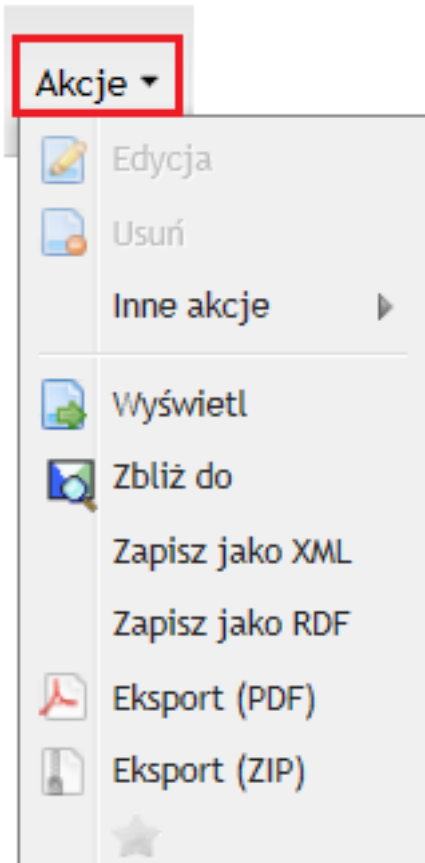 Akcje
Edycja
Usuń
Inne akcje
Wyświetl
Zbliż do
Zapisz jako XML
Zapisz jako RDF
Eksport (PDF)
Eksport (ZIP)